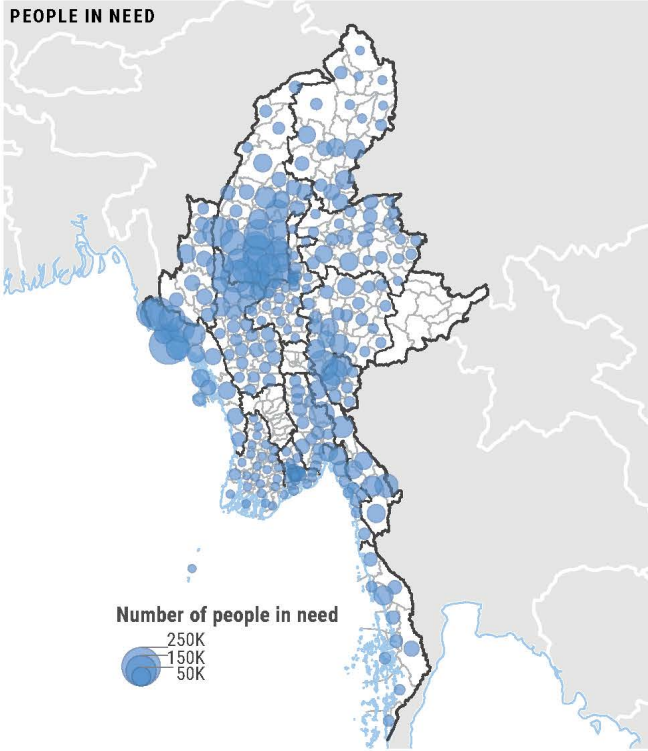 PEOPLE IN NEED
Number of people in need
250K
150K
50K